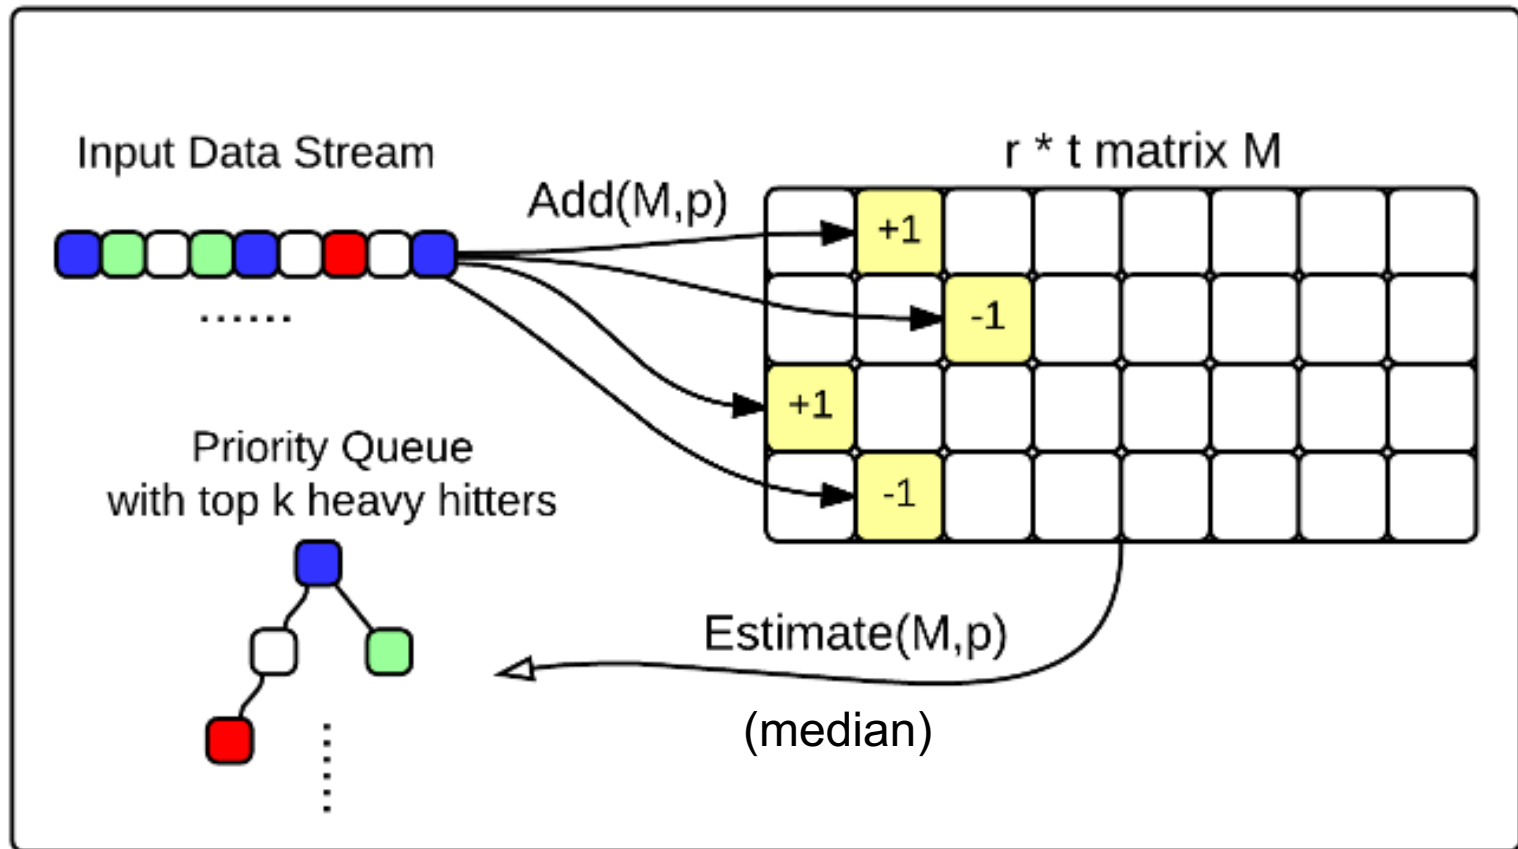 Input Data Stream
......
Add(M,p)
r * t matrix M
+1
-1
+1
-1
Priority Queue
with top k heavy hitters
Estimate(M,p)
(median)